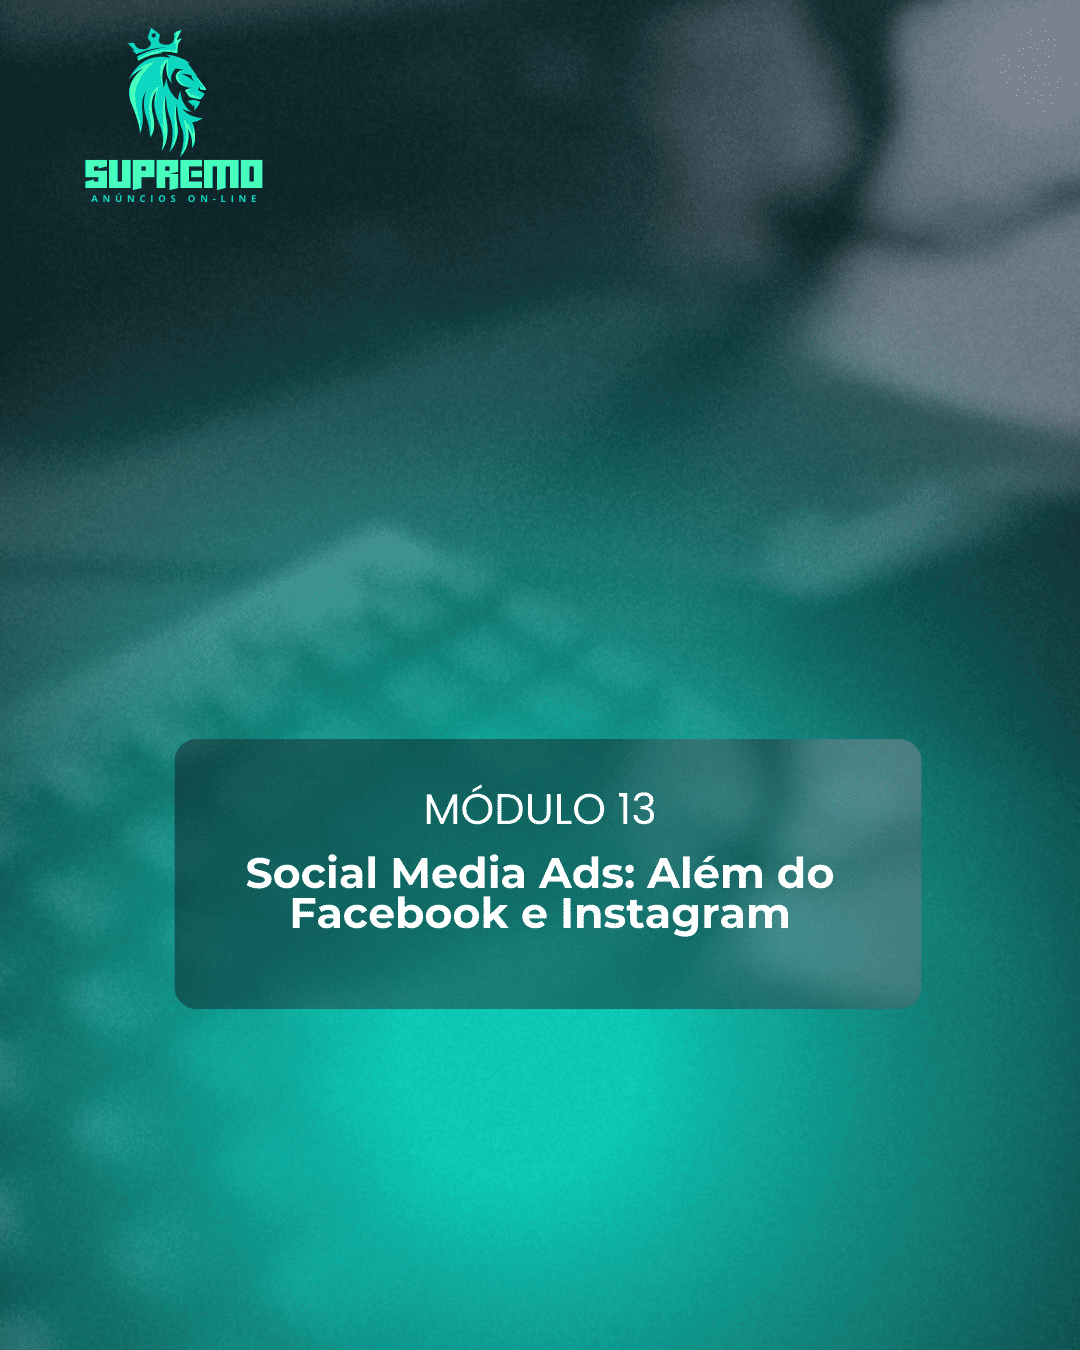 SUPREMO
ANÚNCIOS ON-LINE
MÓDULO 13
Social Media Ads: Além do
Facebook e Instagram